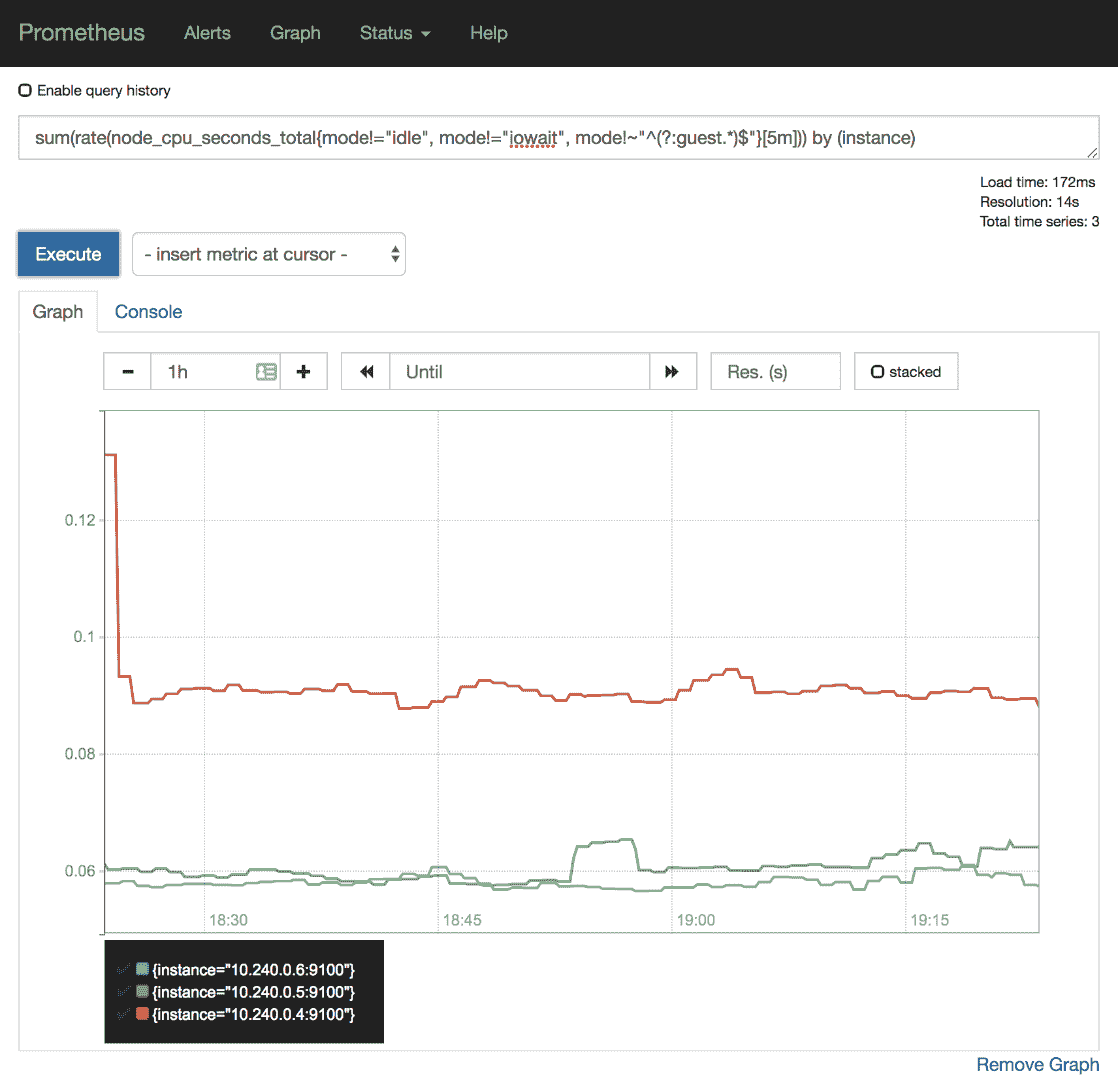 Prometheus Alerts Graph Status Help
Enable query history
sum(rate(node_cpu_seconds_total{mode!="idle", mode!="iowait", mode!~"^(?:guest.*)$"}[5m])) by (instance)
Load time: 172ms
Resolution: 14s
Total time series: 3
Execute - insert metric at cursor -
Graph Console
- 1h + Until Res. (s) stacked
0.12
0.1
0.08
0.06
18:30 18:45 19:00 19:15
{instance="10.240.0.6:9100"}
{instance="10.240.0.5:9100"}
{instance="10.240.0.4:9100"}
Remove Graph